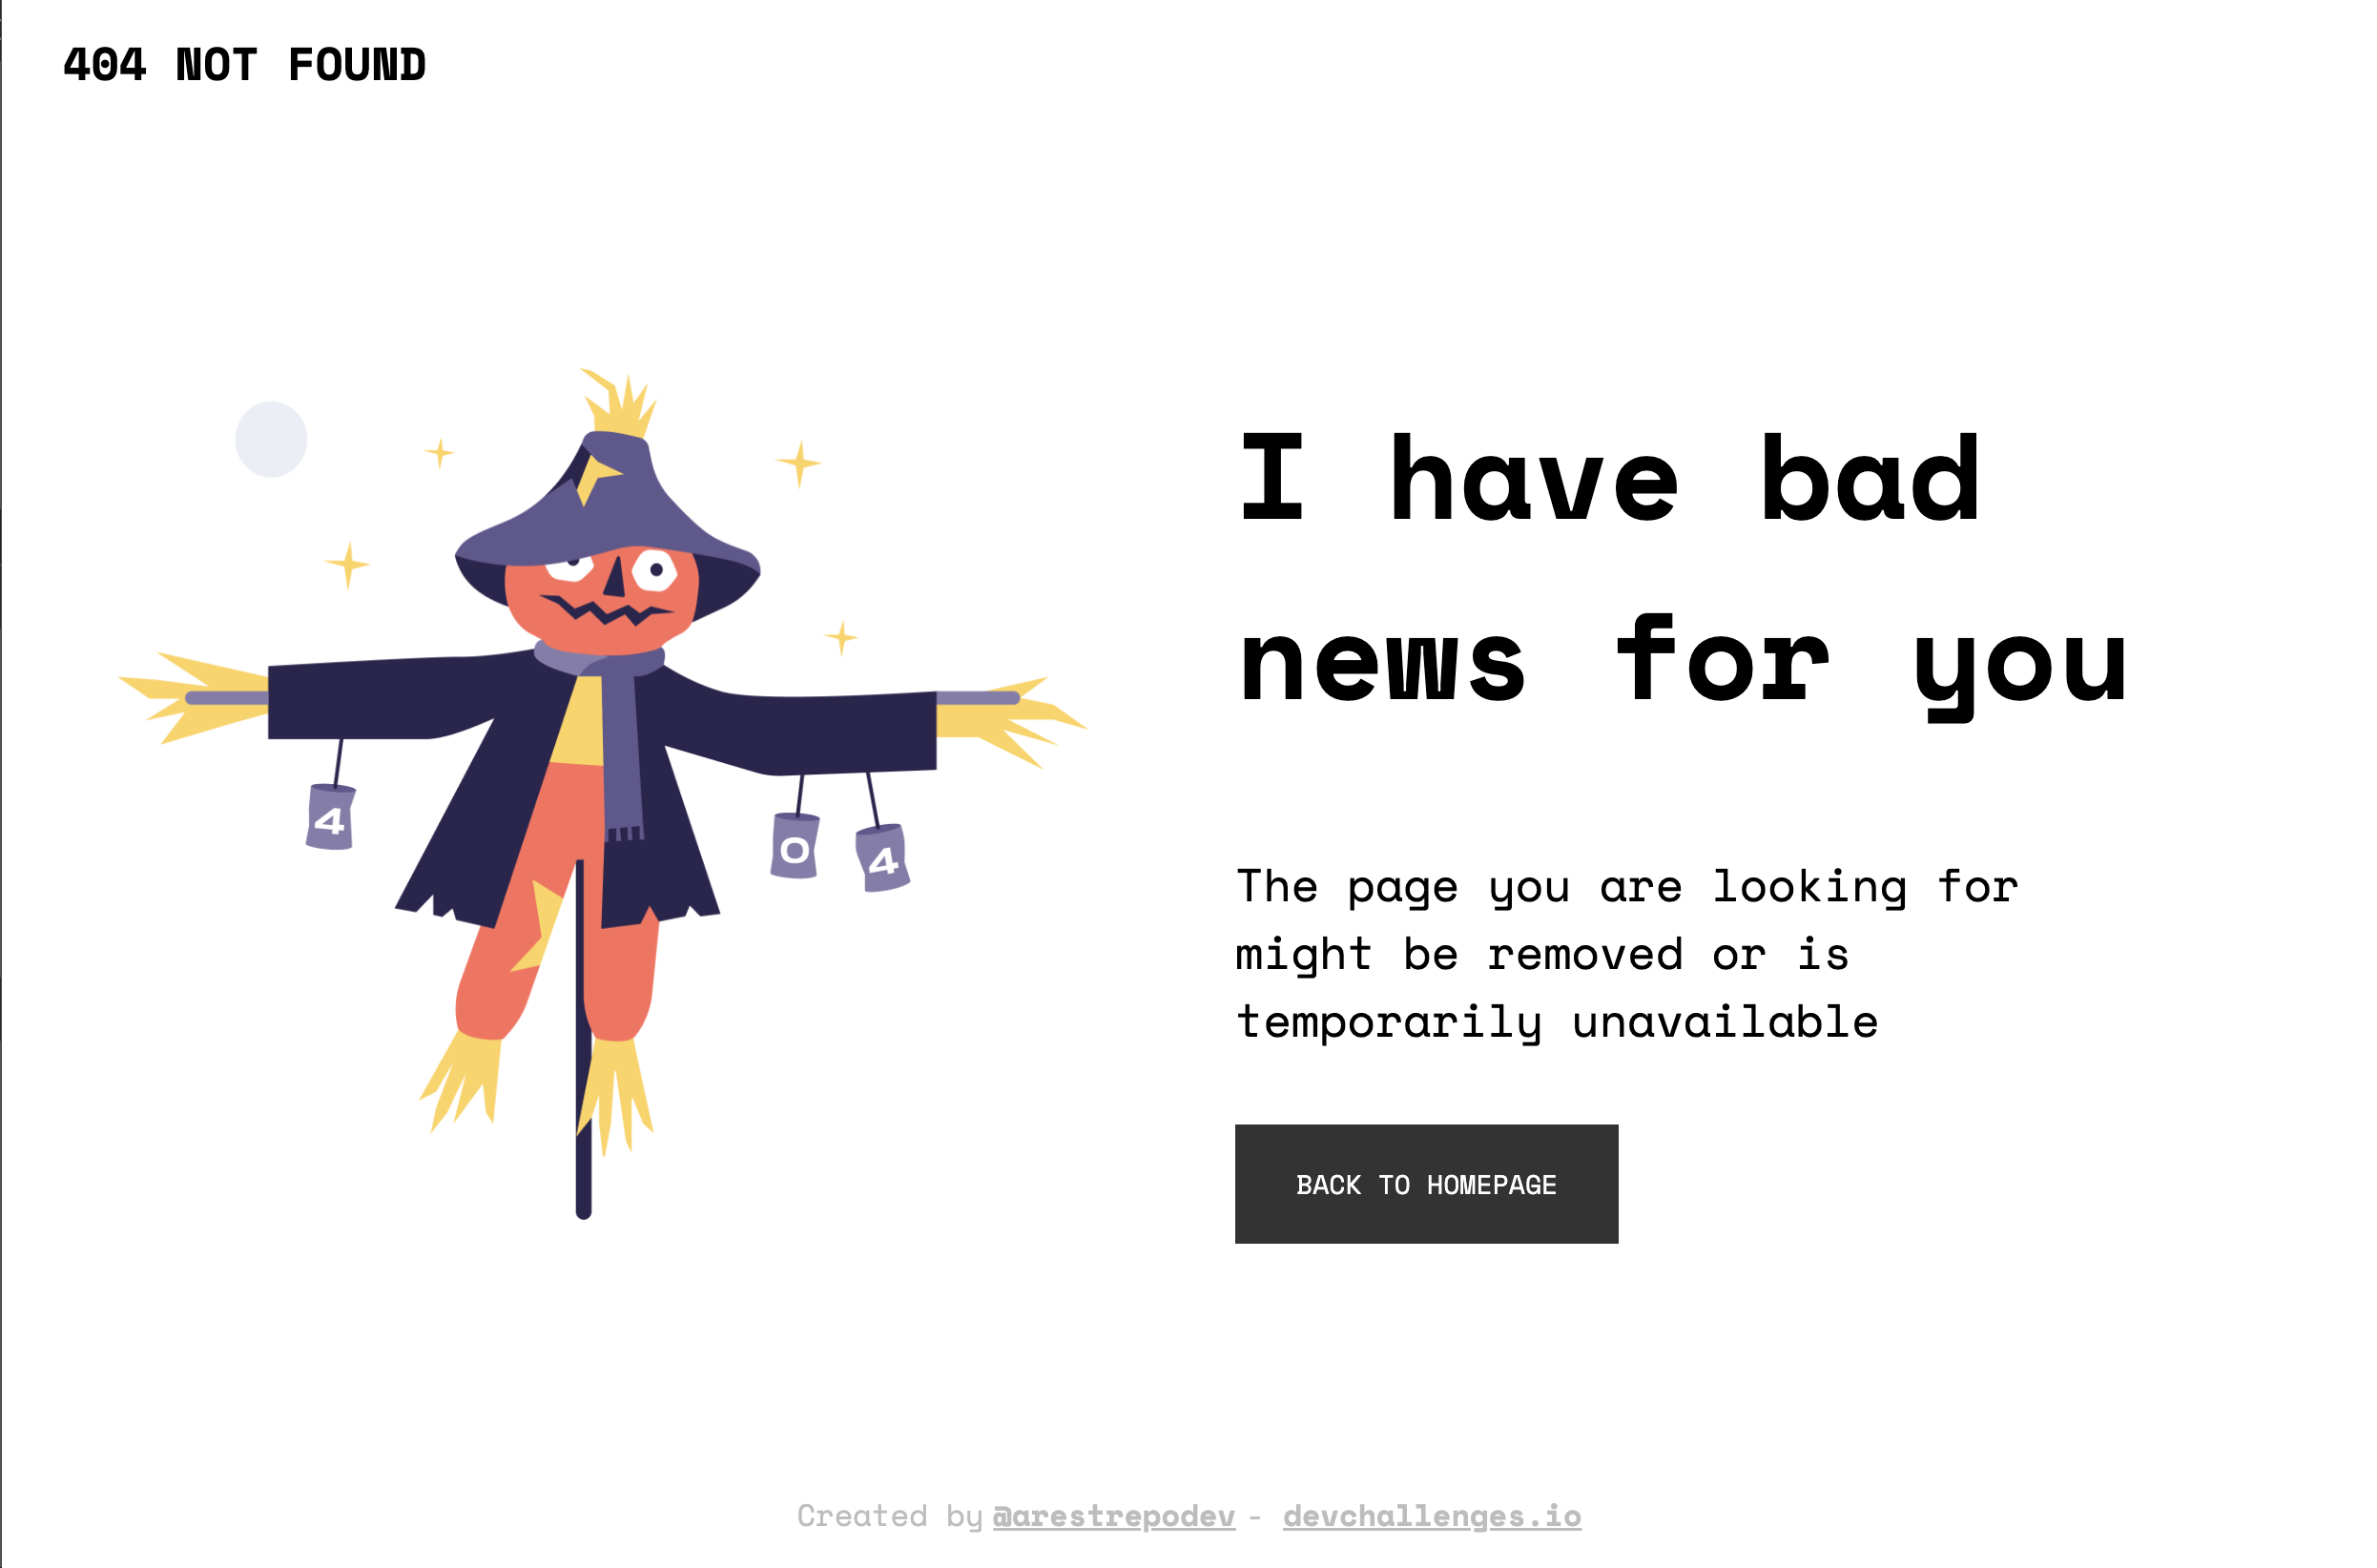 404 NOT FOUND
I have bad
news for you
4
0
4
The page you are looking for
might be removed or is
temporarily unavailable
BACK TO HOMEPAGE
Created by @arestrepodev - devchallenges.io